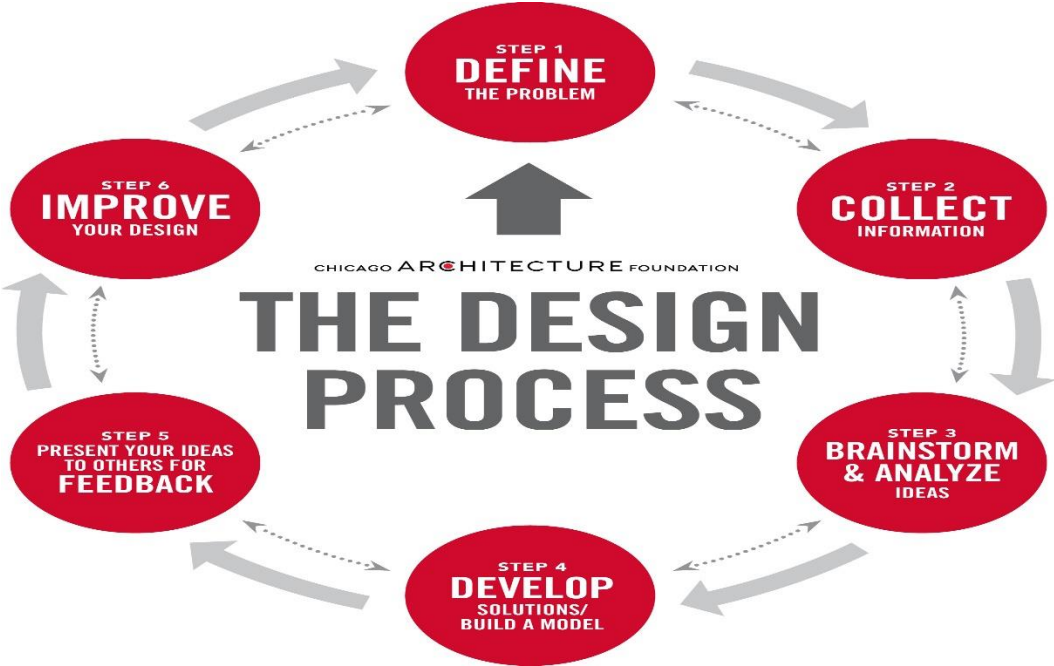 STEP 1
DEFINE
THE PROBLEM
STEP 2
COLLECT
INFORMATION
STEP 3
BRAINSTORM
& ANALYZE
IDEAS
STEP 4
DEVELOP
SOLUTIONS/
BUILD A MODEL
STEP 5
PRESENT YOUR IDEAS
TO OTHERS FOR
FEEDBACK
STEP 6
IMPROVE
YOUR DESIGN
CHICAGO ARCHITECTURE FOUNDATION
THE DESIGN
PROCESS